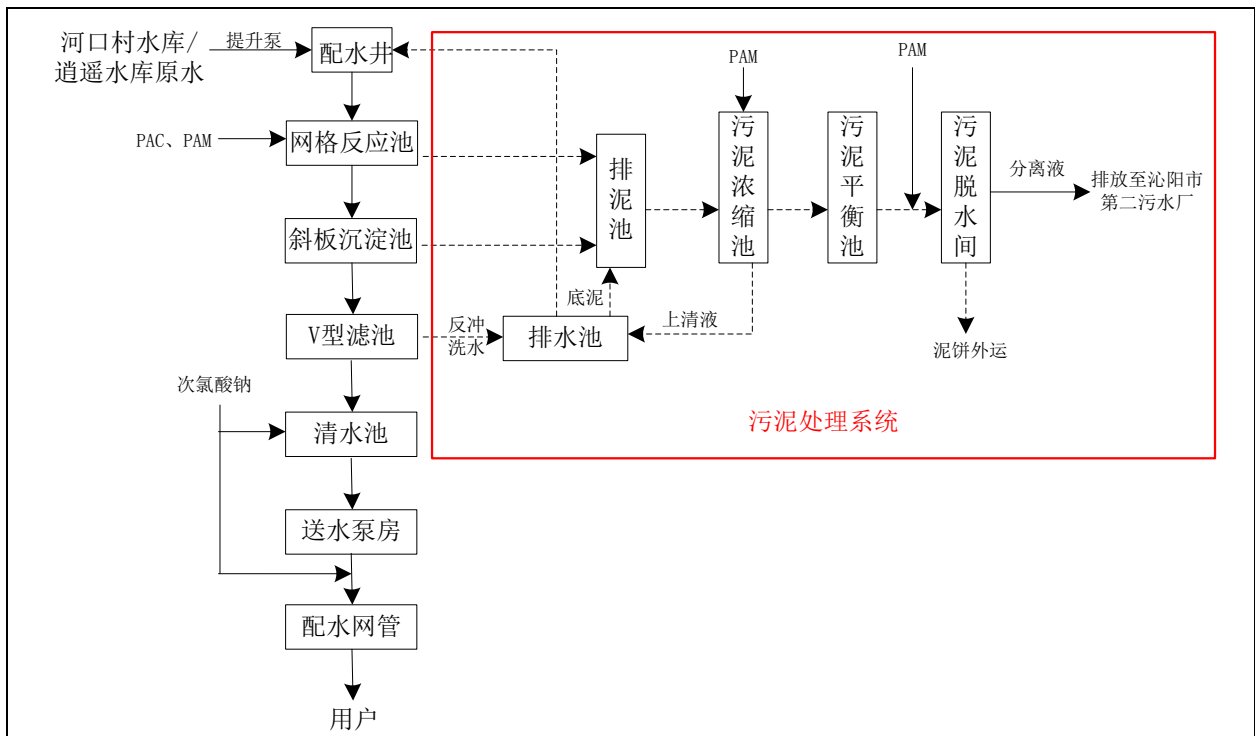 河口村水库/
逍遥水库原水
提升泵
配水井
PAC、PAM
网格反应池
斜板沉淀池
V型滤池
反冲
洗水
次氯酸钠
清水池
送水泵房
配水网管
用户
排泥池
底泥
排水池
上清液
PAM
污泥浓缩池
污泥平衡池
PAM
污泥脱水间
分离液
排放至沁阳市
第二污水厂
泥饼外运
污泥处理系统